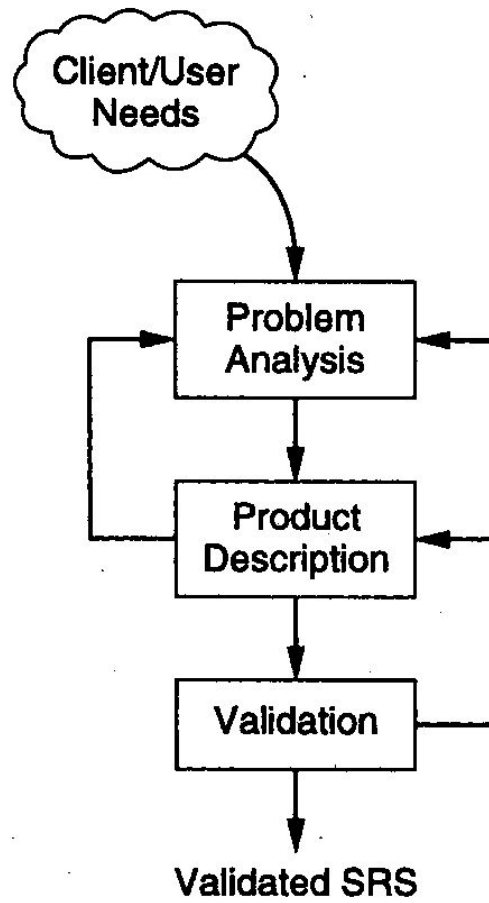 Client/User
Needs
Problem
Analysis
Product
Description
Validation
Validated SRS